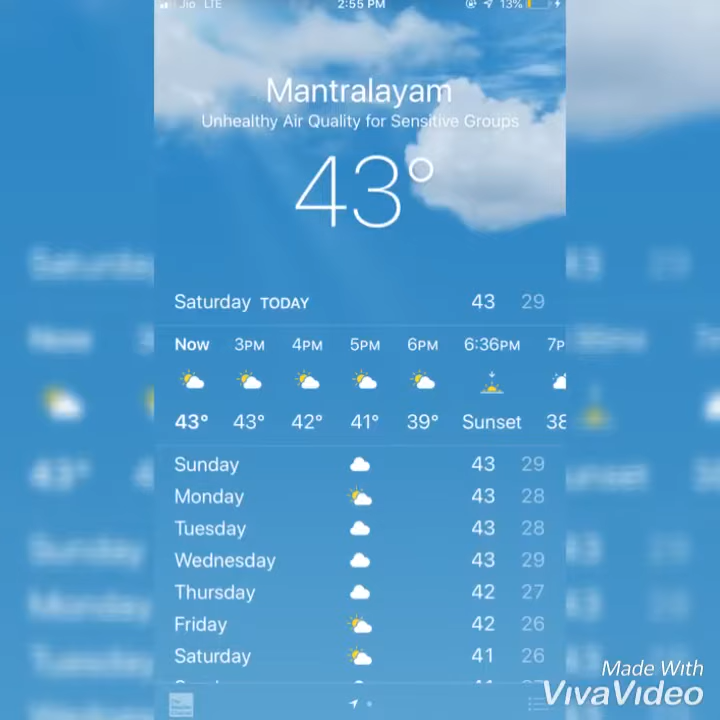 Jio LTE 2:55 PM 13%
Mantralayam
Unhealthy Air Quality for Sensitive Groups
43°
Saturday TODAY 43 29
Now 3PM 4PM 5PM 6PM 6:36PM 7P
43° 43° 42° 41° 39° Sunset 38
Sunday 43 29
Monday 43 28
Tuesday 43 28
Wednesday 43 29
Thursday 42 27
Friday 42 26
Saturday 41 26
Made With
VivaVideo